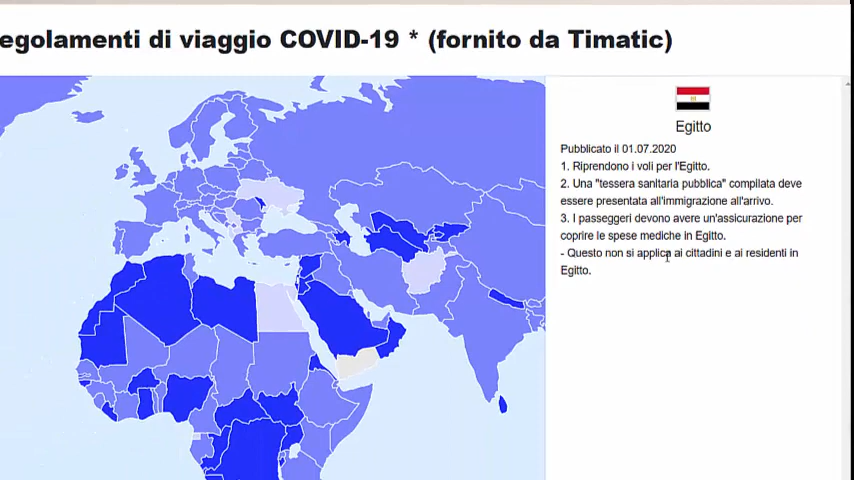 egolamenti di viaggio COVID-19 * (fornito da Timatic)
Egitto
Pubblicato il 01.07.2020
1. Riprendono i voli per l'Egitto.
2. Una "tessera sanitaria pubblica" compilata deve
essere presentata all'immigrazione all'arrivo.
3. I passeggeri devono avere un'assicurazione per
coprire le spese mediche in Egitto.
- Questo non si applica ai cittadini e ai residenti in
Egitto.